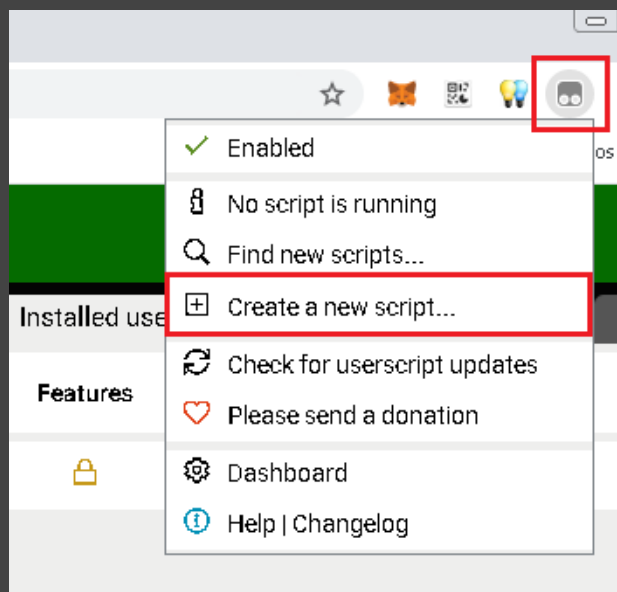 os
Enabled
No script is running
Find new scripts...
Installed use
Create a new script...
Check for userscript updates
Features
Please send a donation
Dashboard
Help | Changelog